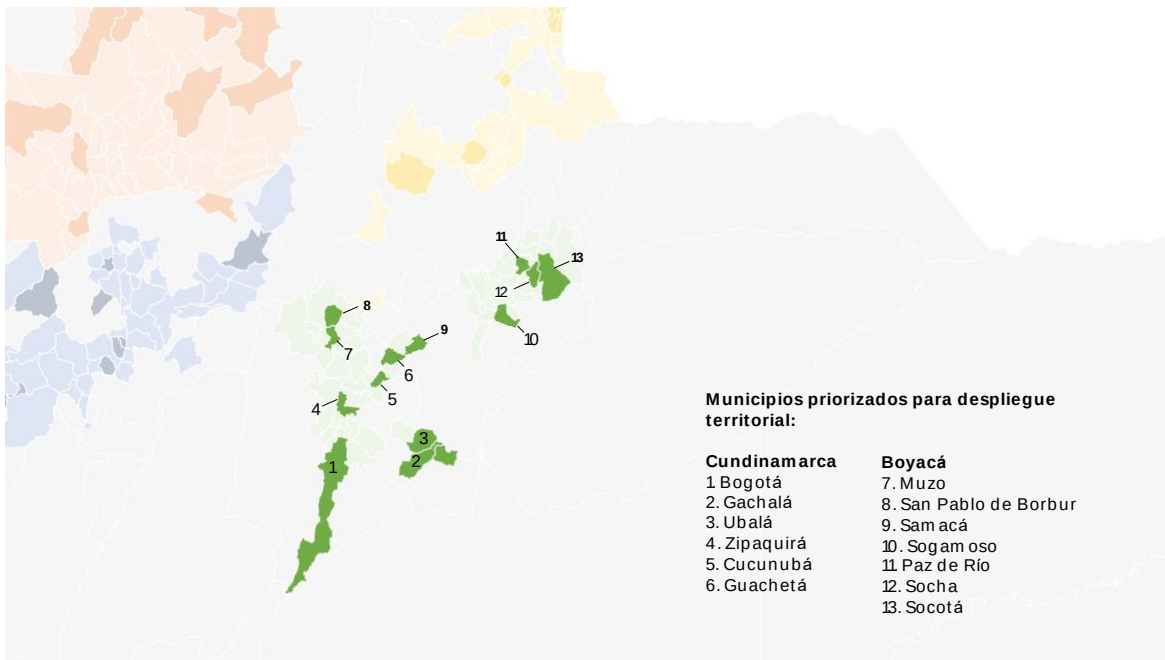 11
13
12
8
10
9
7
6
5
4
3
2
1
Municipios priorizados para despliegue
territorial:
Cundinamarca
1 Bogotá
2. Gachalá
3. Ubalá
4. Zipaquirá
5. Cucunubá
6. Guachetá
Boyacá
7. Muzo
8. San Pablo de Borbur
9. Samacá
10. Sogamoso
11 Paz de Río
12. Socha
13. Socotá